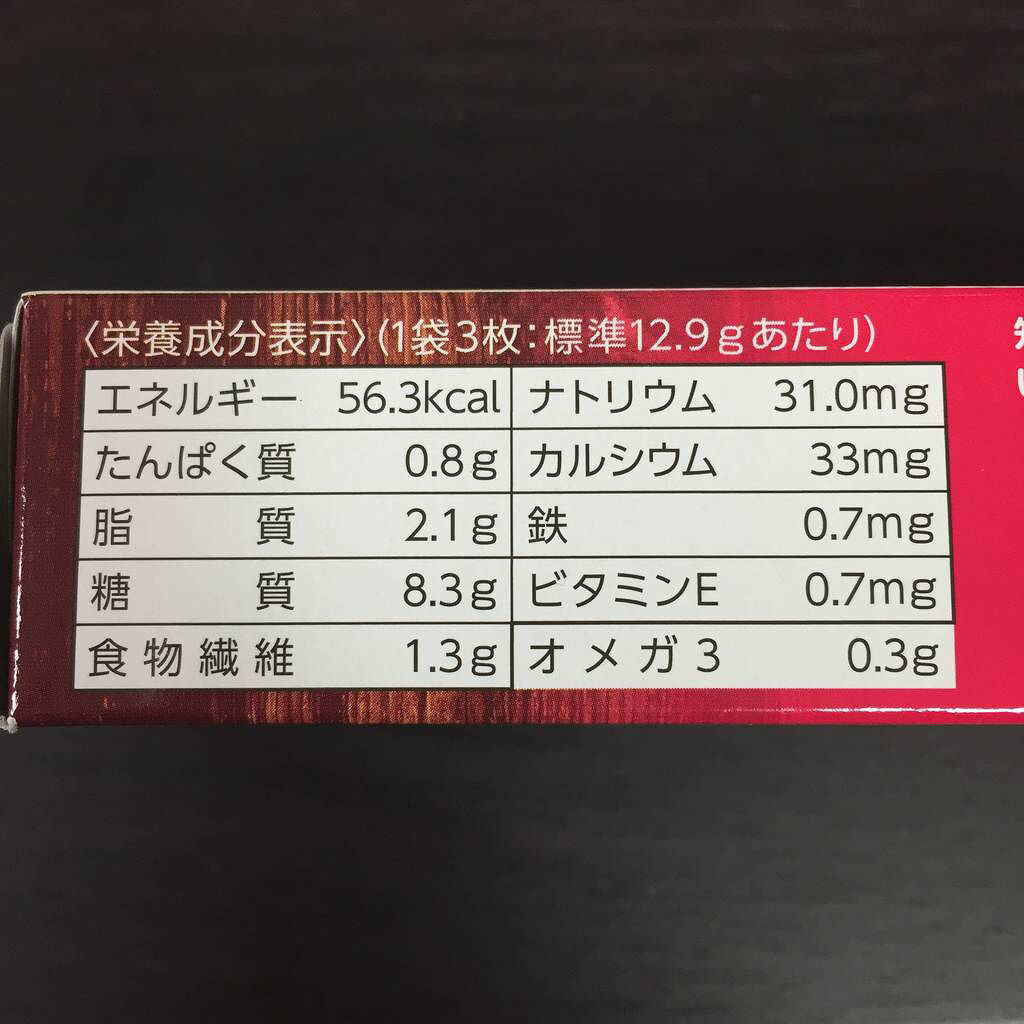 〈栄養成分表示〉(1袋3枚:標準12.9gあたり)
エネルギー 56.3kcal ナトリウム 31.0mg
たんぱく質 0.8g カルシウム 33mg
脂質 2.1g 鉄 0.7mg
糖質 8.3g ビタミンE 0.7mg
食物繊維 1.3g オメガ3 0.3g